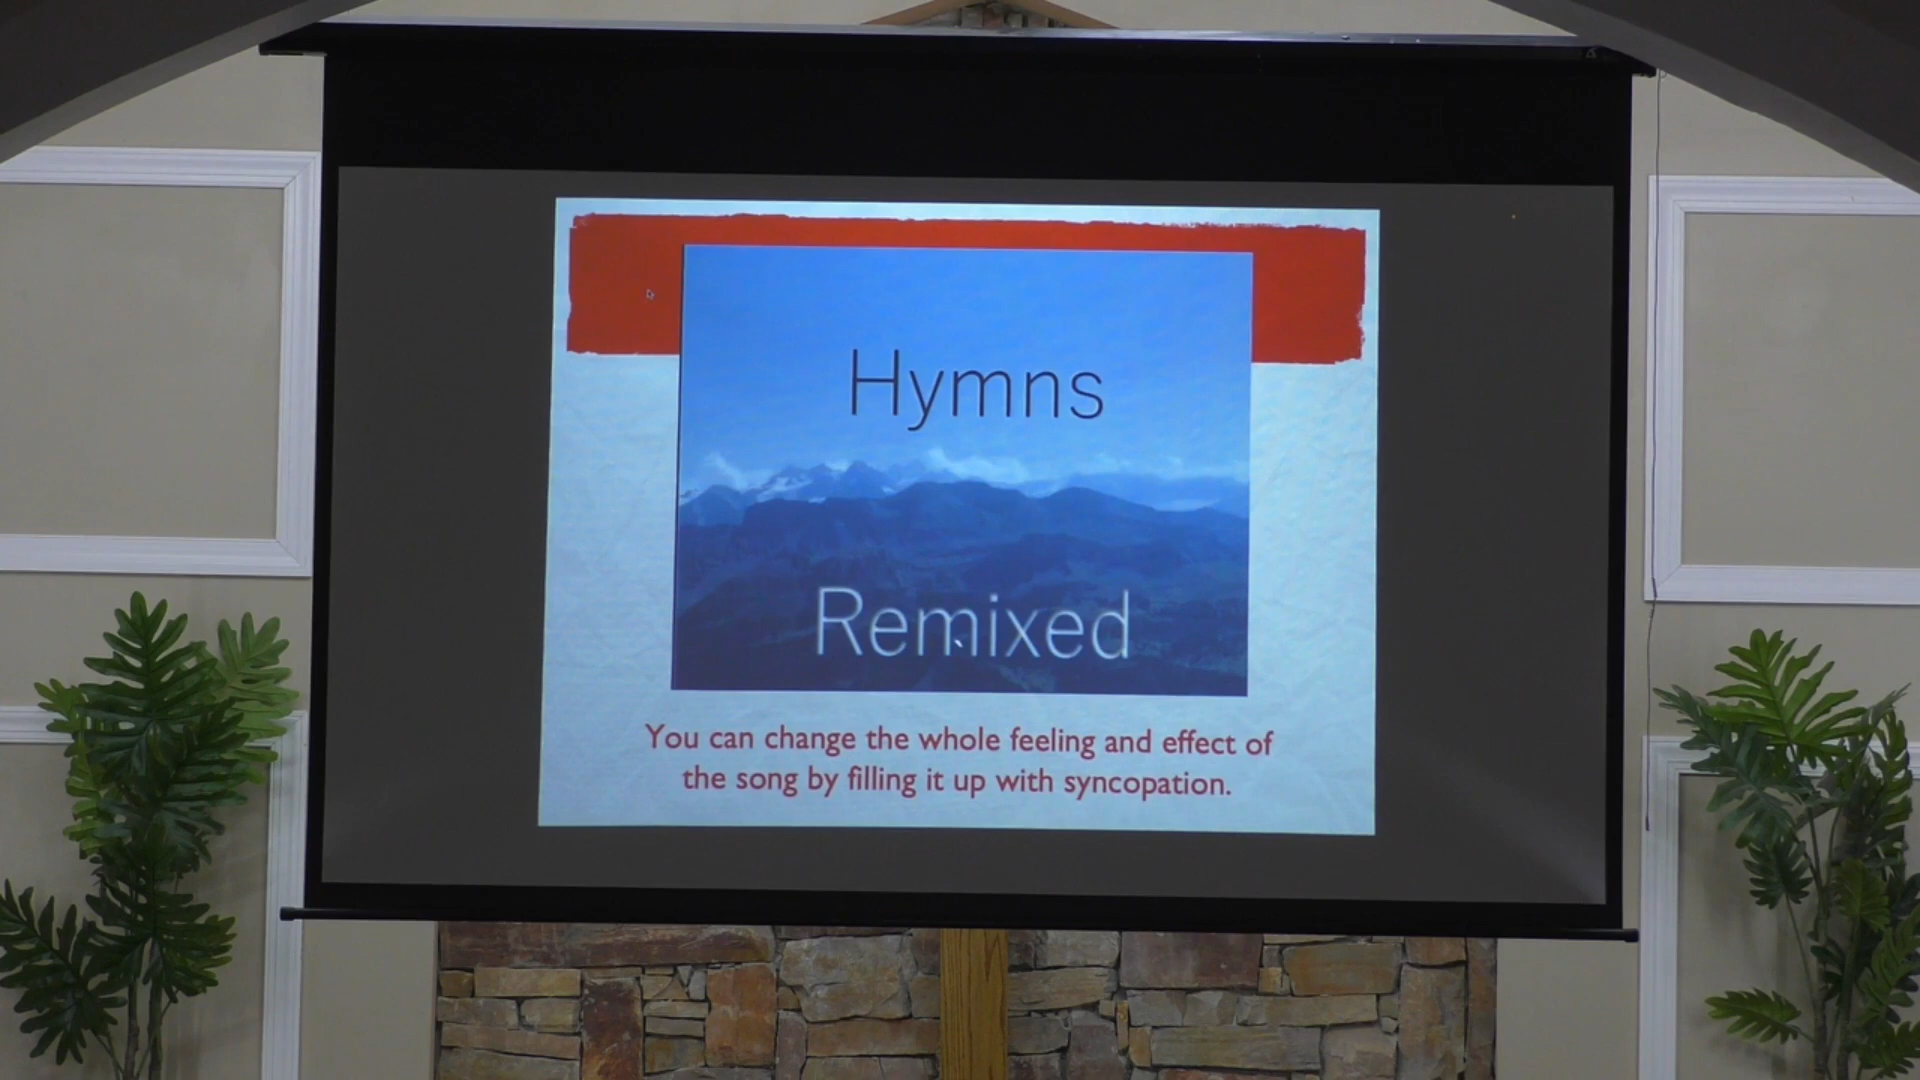 Hymns
Remixed
You can change the whole feeling and effect of
the song by filling it up with syncopation.